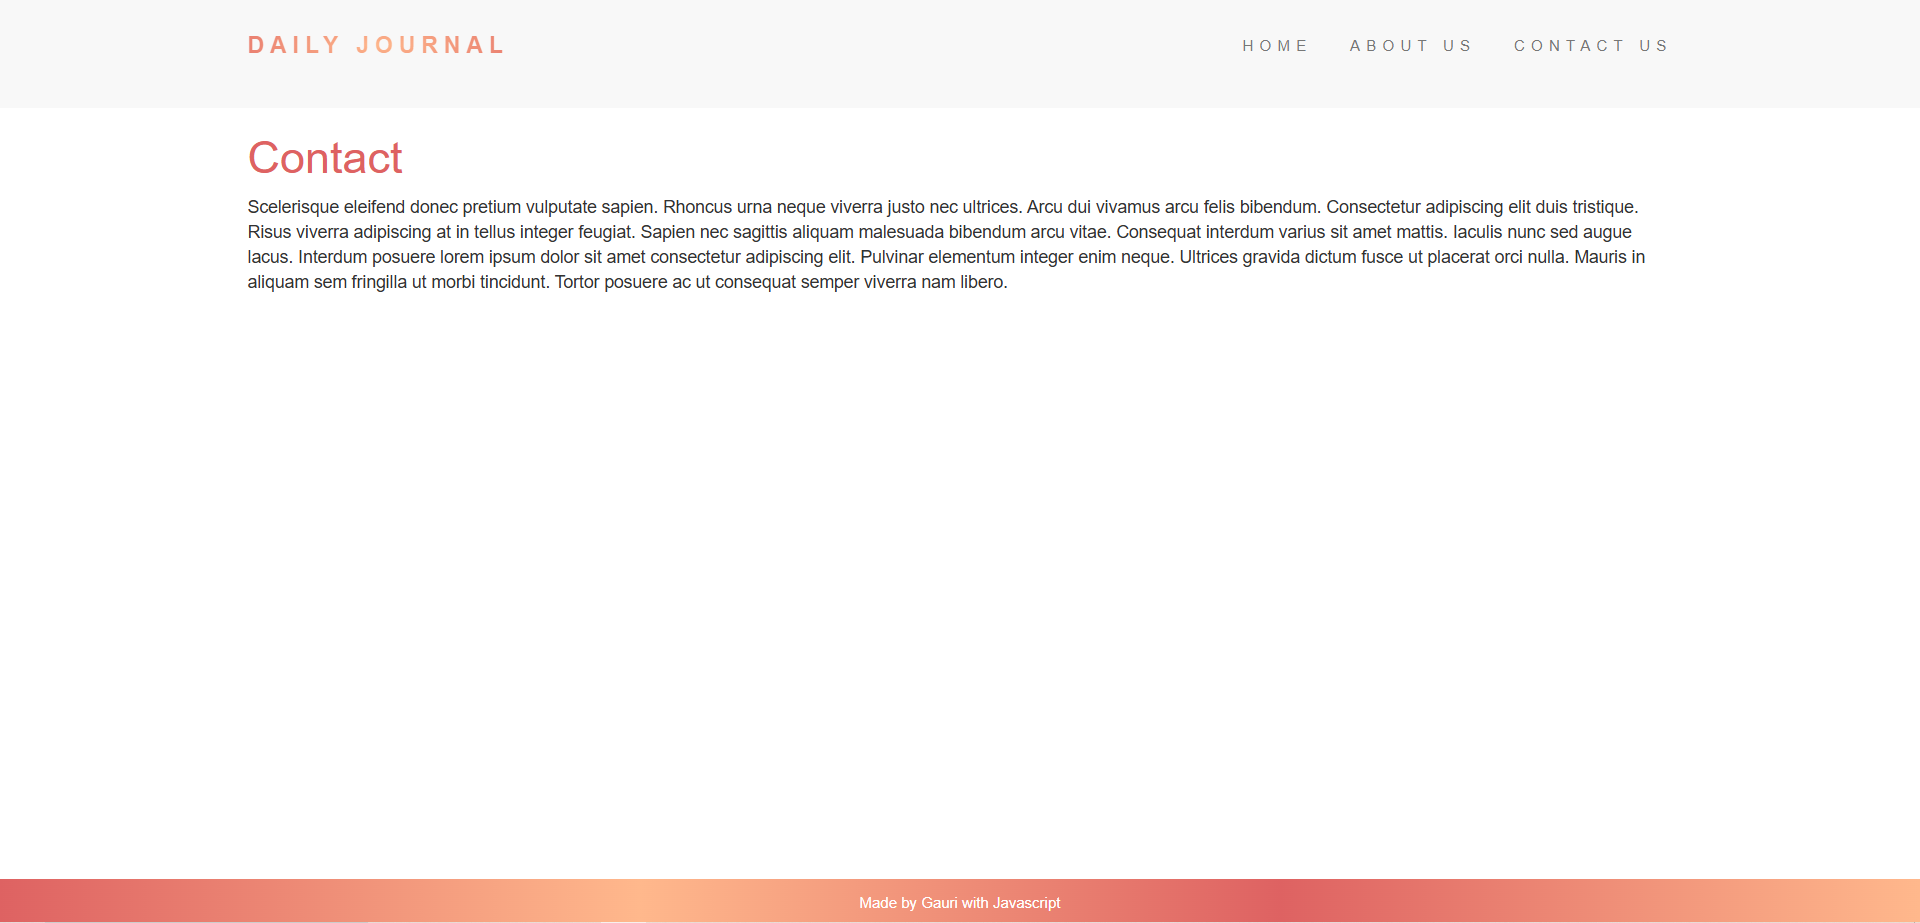 DAILY JOURNAL
HOME ABOUT US CONTACT US
Contact
Scelerisque eleifend donec pretium vulputate sapien. Rhoncus urna neque viverra justo nec ultrices. Arcu dui vivamus arcu felis bibendum. Consectetur adipiscing elit duis tristique.
Risus viverra adipiscing at in tellus integer feugiat. Sapien nec sagittis aliquam malesuada bibendum arcu vitae. Consequat interdum varius sit amet mattis. Iaculis nunc sed augue
lacus. Interdum posuere lorem ipsum dolor sit amet consectetur adipiscing elit. Pulvinar elementum integer enim neque. Ultrices gravida dictum fusce ut placerat orci nulla. Mauris in
aliquam sem fringilla ut morbi tincidunt. Tortor posuere ac ut consequat semper viverra nam libero.
Made by Gauri with Javascript